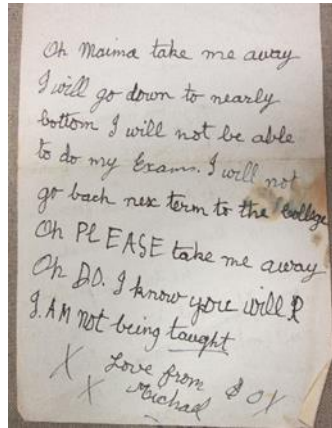 Oh Maima take me away
I will go down to nearly
bottom I will not be able
to do my Exams. I will not
go back nex term to the College
Oh PLEASE take me away
Oh DO. I know you will
I. AM not being taught
X Love from
X Michael & OX